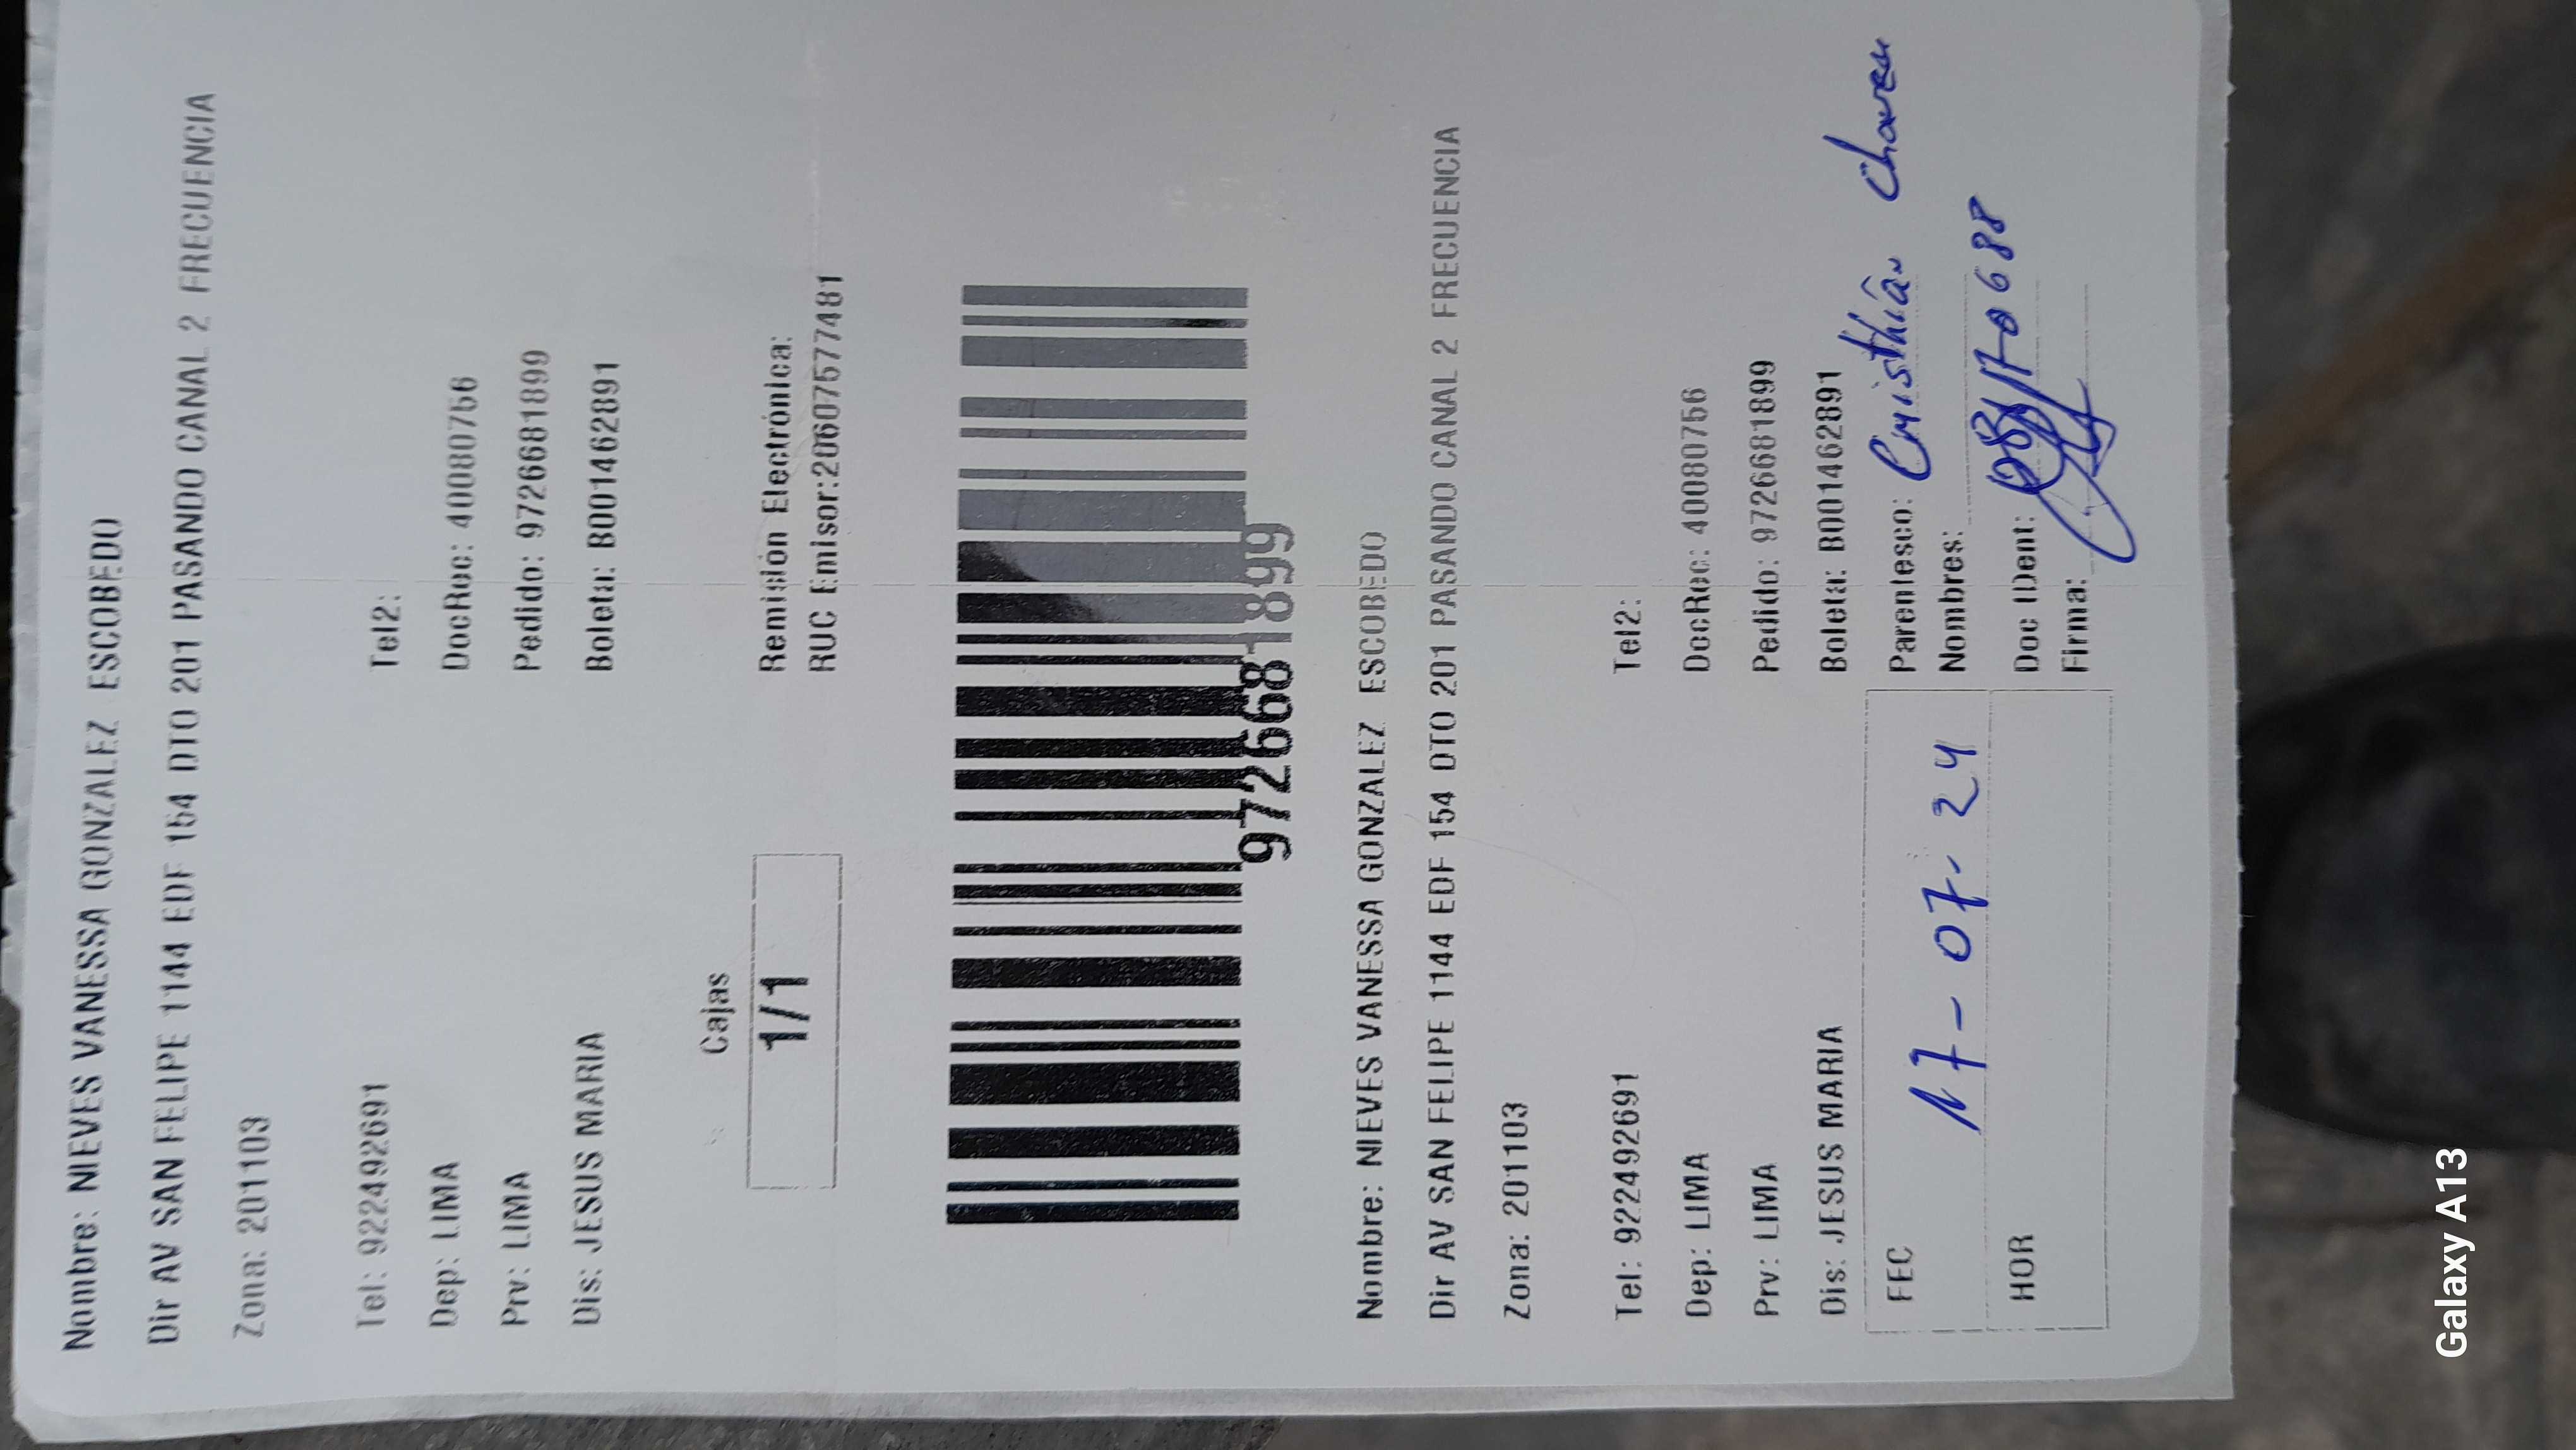 Nombre: NIEVES VANESSA GONZALEZ ESCOBEDO
Dir AV SAN FELIPE 1144 EDF 154 DTO 201 PASANDO CANAL 2 FRECUENCIA
Zona: 201103
Tel: 922492691 Tel2:
Dep: LIMA DocRec: 40080756
Prv: LIMA Pedido: 972668 1899
Dis: JESUS MARIA Boleta: B001462891
Cajas
1/1
Remisión Electrónica:
RUC Emisor:20607577481
9726681899
Nombre: NIEVES VANESSA GONZALEZ ESCOBEDO
Dir AV SAN FELIPE 1144 EDF 154 DTO 201 PASANDO CANAL 2 FRECUENCIA
Zona: 201103
Tel: 922492691 Tel2:
Dep: LIMA DocRec: 40080756
Prv: LIMA Pedido: 9726681899
Dis: JESUS MARIA Boleta: B001462891
FEC 17-07-24 Parentesco: Cristhian
Nombres:
HOR Doc IDent:
Firma:
Galaxy A13